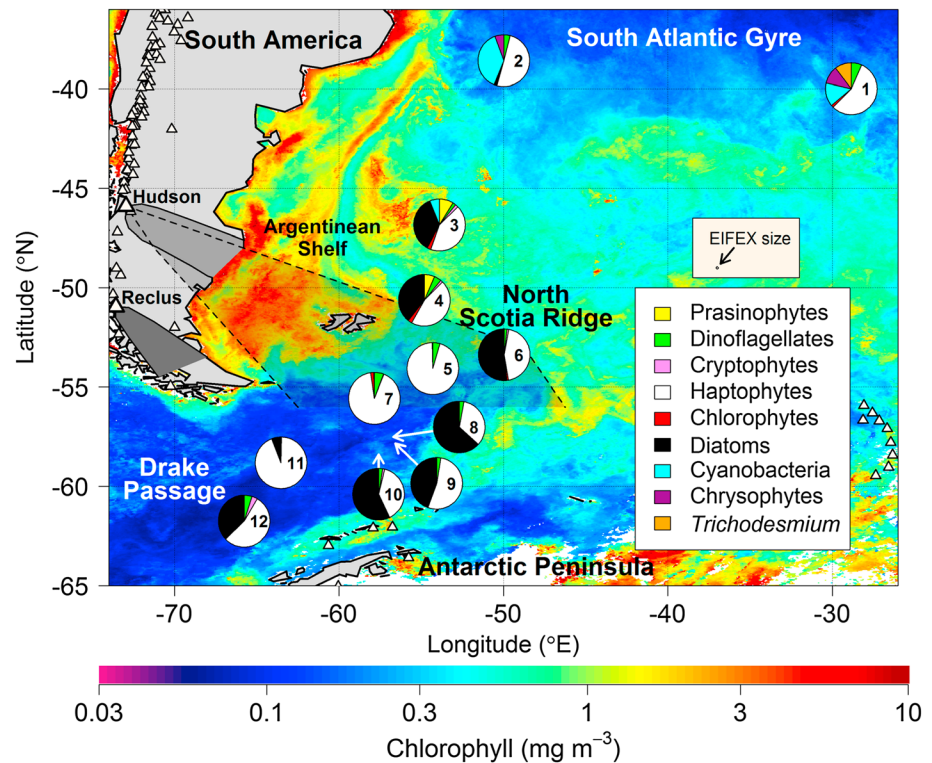 South America
South Atlantic Gyre
2
1
Hudson
Argentinean
Shelf
3
EIFEX size
Reclus
4
North
Scotia Ridge
6
5
7
8
9
10
11
12
Drake
Passage
Antarctic Peninsula
Prasinophytes
Dinoflagellates
Cryptophytes
Haptophytes
Chlorophytes
Diatoms
Cyanobacteria
Chrysophytes
Trichodesmium
-40
-45
-50
-55
-60
-65
Latitude (°N)
-70 -60 -50 -40 -30
Longitude (°E)
0.03 0.1 0.3 1 3 10
Chlorophyll (mg m⁻³)